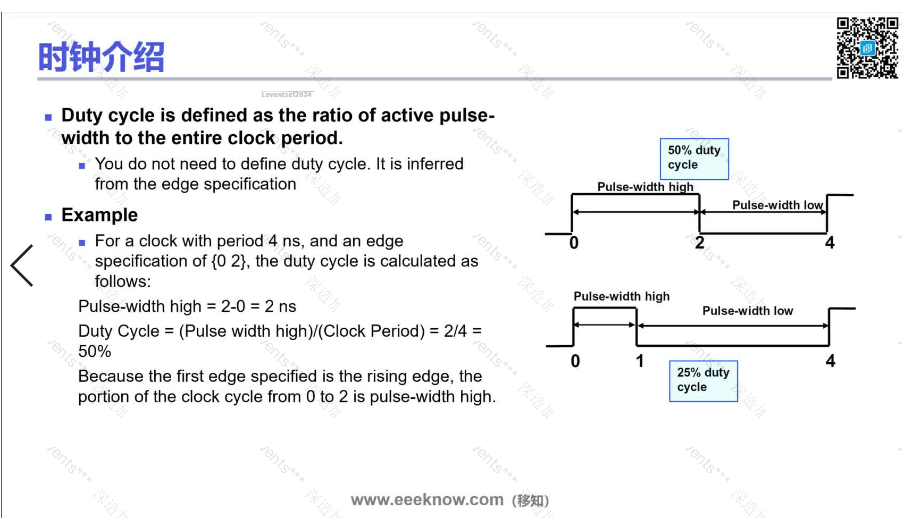 时钟介绍
Leventsel2024
Duty cycle is defined as the ratio of active pulse-
width to the entire clock period.
You do not need to define duty cycle. It is inferred
from the edge specification
Example
For a clock with period 4 ns, and an edge
specification of {0 2}, the duty cycle is calculated as
follows:
Pulse-width high = 2-0 = 2 ns
Duty Cycle = (Pulse width high)/(Clock Period) = 2/4 =
50%
Because the first edge specified is the rising edge, the
portion of the clock cycle from 0 to 2 is pulse-width high.
50% duty
cycle
Pulse-width high
Pulse-width low
0 2 4
Pulse-width high
Pulse-width low
0 1 4
25% duty
cycle
www.eeeknow.com (移知)